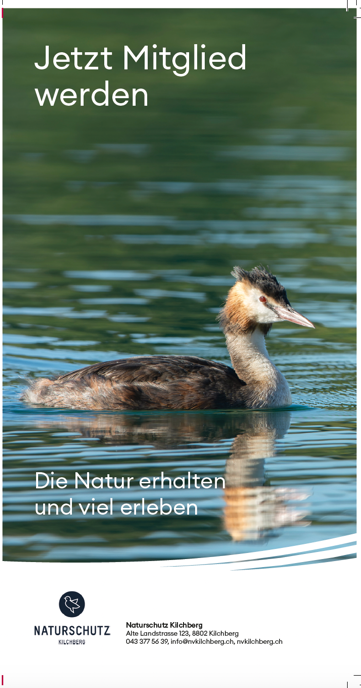 Jetzt Mitglied
werden
Die Natur erhalten
und viel erleben
NATURSCHUTZ
KILCHBERG
Naturschutz Kilchberg
Alte Landstrasse 123, 8802 Kilchberg
043 377 56 39, info@nvkilchberg.ch, nvkilchberg.ch